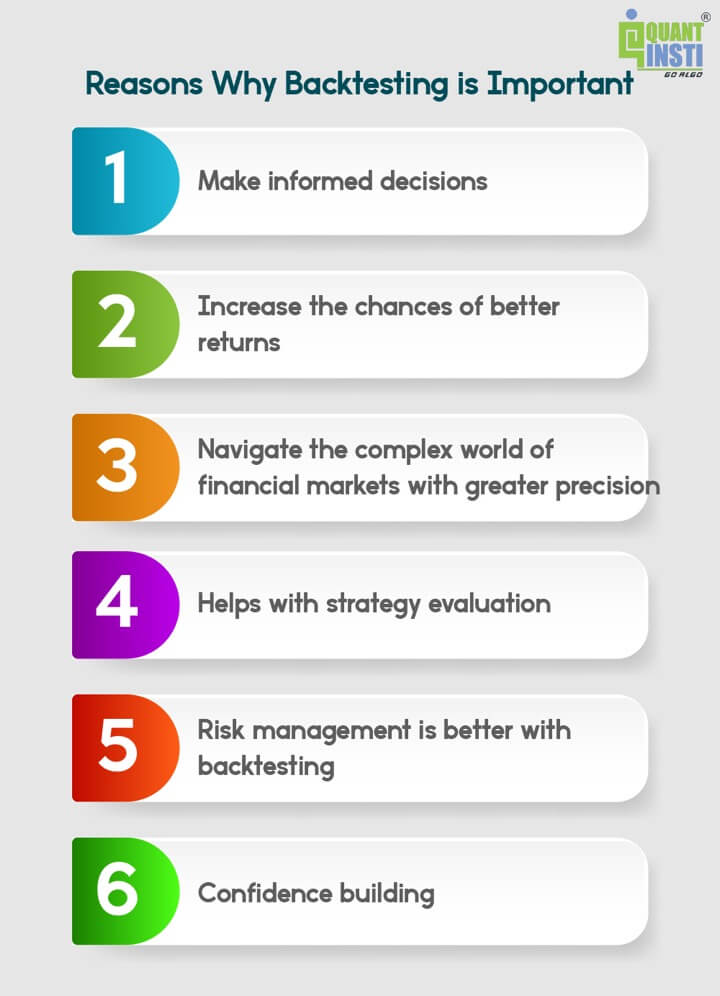 QUANT
INSTI
®
GO ALGO
Reasons Why Backtesting is Important
1
Make informed decisions
2
Increase the chances of better
returns
3
Navigate the complex world of
financial markets with greater precision
4
Helps with strategy evaluation
5
Risk management is better with
backtesting
6
Confidence building